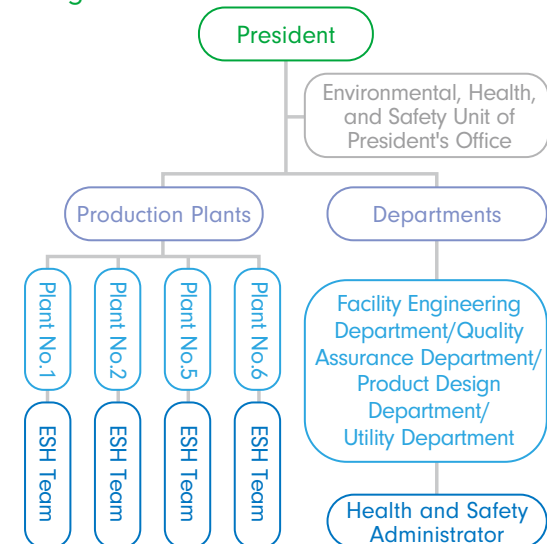 President
Environmental, Health,
and Safety Unit of
President's Office
Production Plants
Departments
Plant No.1
Plant No.2
Plant No.5
Plant No.6
Facility Engineering
Department/Quality
Assurance Department/
Product Design
Department/
Utility Department
ESH Team
ESH Team
ESH Team
ESH Team
Health and Safety
Administrator